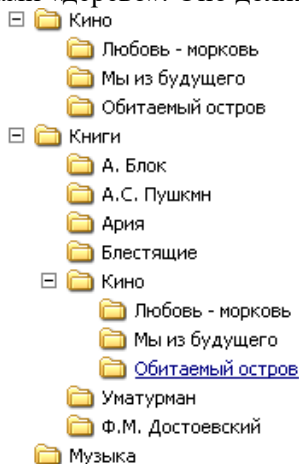 Кино
Любовь - морковь
Мы из будущего
Обитаемый остров
Книги
А. Блок
А.С. Пушкмн
Ария
Блестящие
Кино
Любовь - морковь
Мы из будущего
Обитаемый остров
Уматурман
Ф.М. Достоевский
Музыка